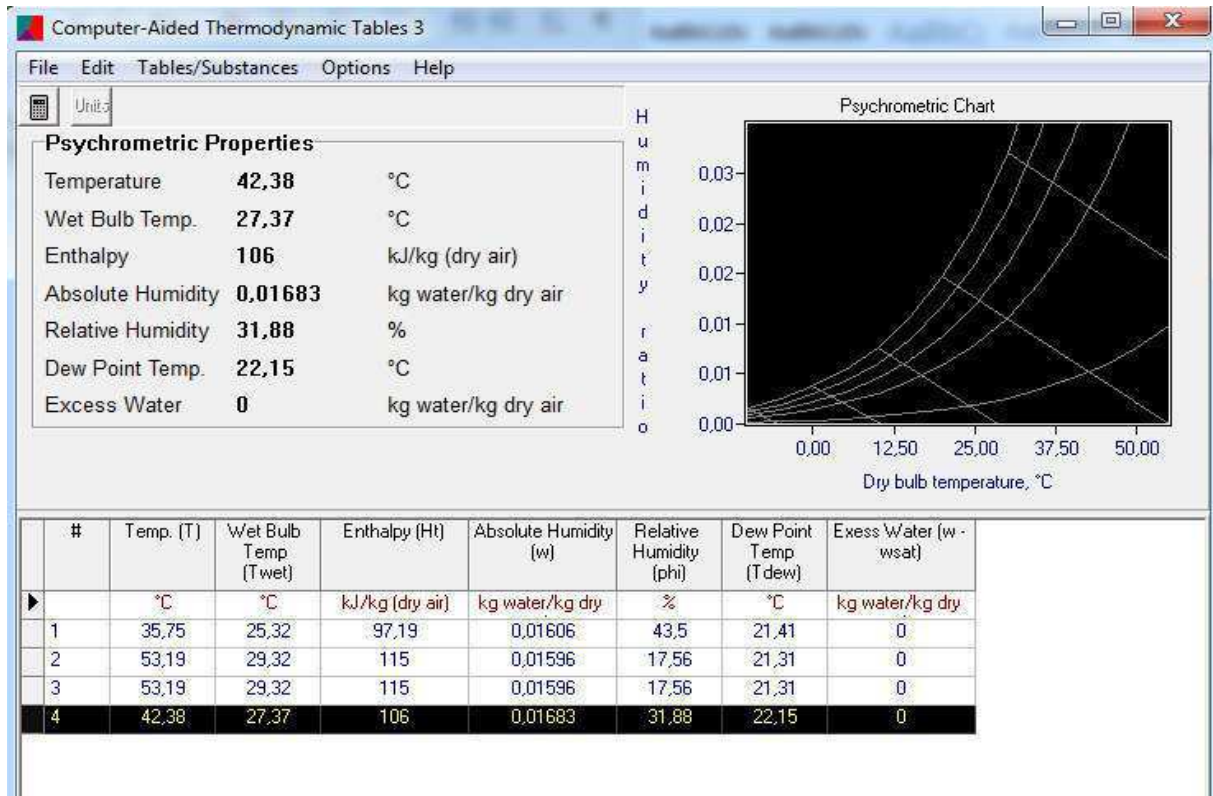 Computer-Aided Thermodynamic Tables 3
File Edit Tables/Substances Options Help
Units
Psychrometric Properties
Temperature 42,38 °C
Wet Bulb Temp. 27,37 °C
Enthalpy 106 kJ/kg (dry air)
Absolute Humidity 0,01683 kg water/kg dry air
Relative Humidity 31,88 %
Dew Point Temp. 22,15 °C
Excess Water 0 kg water/kg dry air
Psychrometric Chart
Humidity ratio
0,03
0,02
0,02
0,01
0,01
0,00
0,00 12,50 25,00 37,50 50,00
Dry bulb temperature, °C
# Temp. (T) Wet Bulb Temp (Twet) Enthalpy (Ht) Absolute Humidity (w) Relative Humidity (phi) Dew Point Temp (Tdew) Exess Water (w - wsat)
°C °C kJ/kg (dry air) kg water/kg dry % °C kg water/kg dry
1 35,75 25,32 97,19 0,01606 43,5 21,41 0
2 53,19 29,32 115 0,01596 17,56 21,31 0
3 53,19 29,32 115 0,01596 17,56 21,31 0
4 42,38 27,37 106 0,01683 31,88 22,15 0